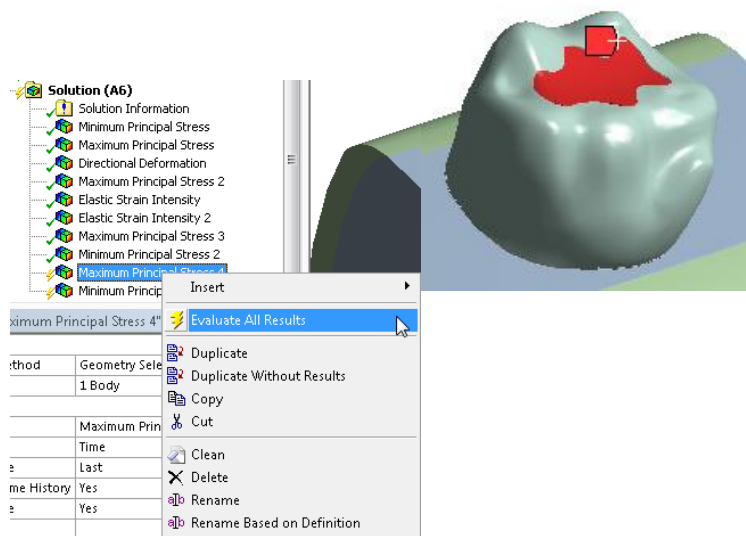 Solution (A6)
Solution Information
Minimum Principal Stress
Maximum Principal Stress
Directional Deformation
Maximum Principal Stress 2
Elastic Strain Intensity
Elastic Strain Intensity 2
Maximum Principal Stress 3
Minimum Principal Stress 2
Maximum Principal Stress 4
Minimum Princip
Insert
ximum Principal Stress 4"
Evaluate All Results
ethod Geometry Sele
1 Body
Duplicate
Duplicate Without Results
Copy
Cut
Maximum Prin
Time
e Last
me History Yes
e Yes
Clean
Delete
Rename
Rename Based on Definition